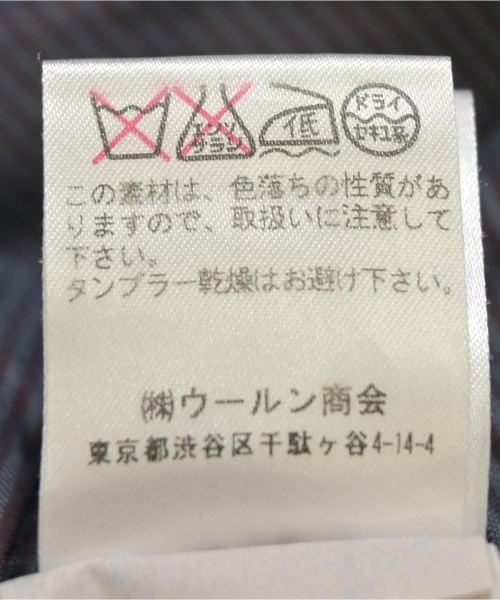 エンソ
サラシ
低
ドライ
セキユ系
この素材は、色落ちの性質があ
りますので、取扱いに注意して
下さい。
タンブラー乾燥はお避け下さい。
㈱ウールン商会
東京都渋谷区千駄ヶ谷4-14-4